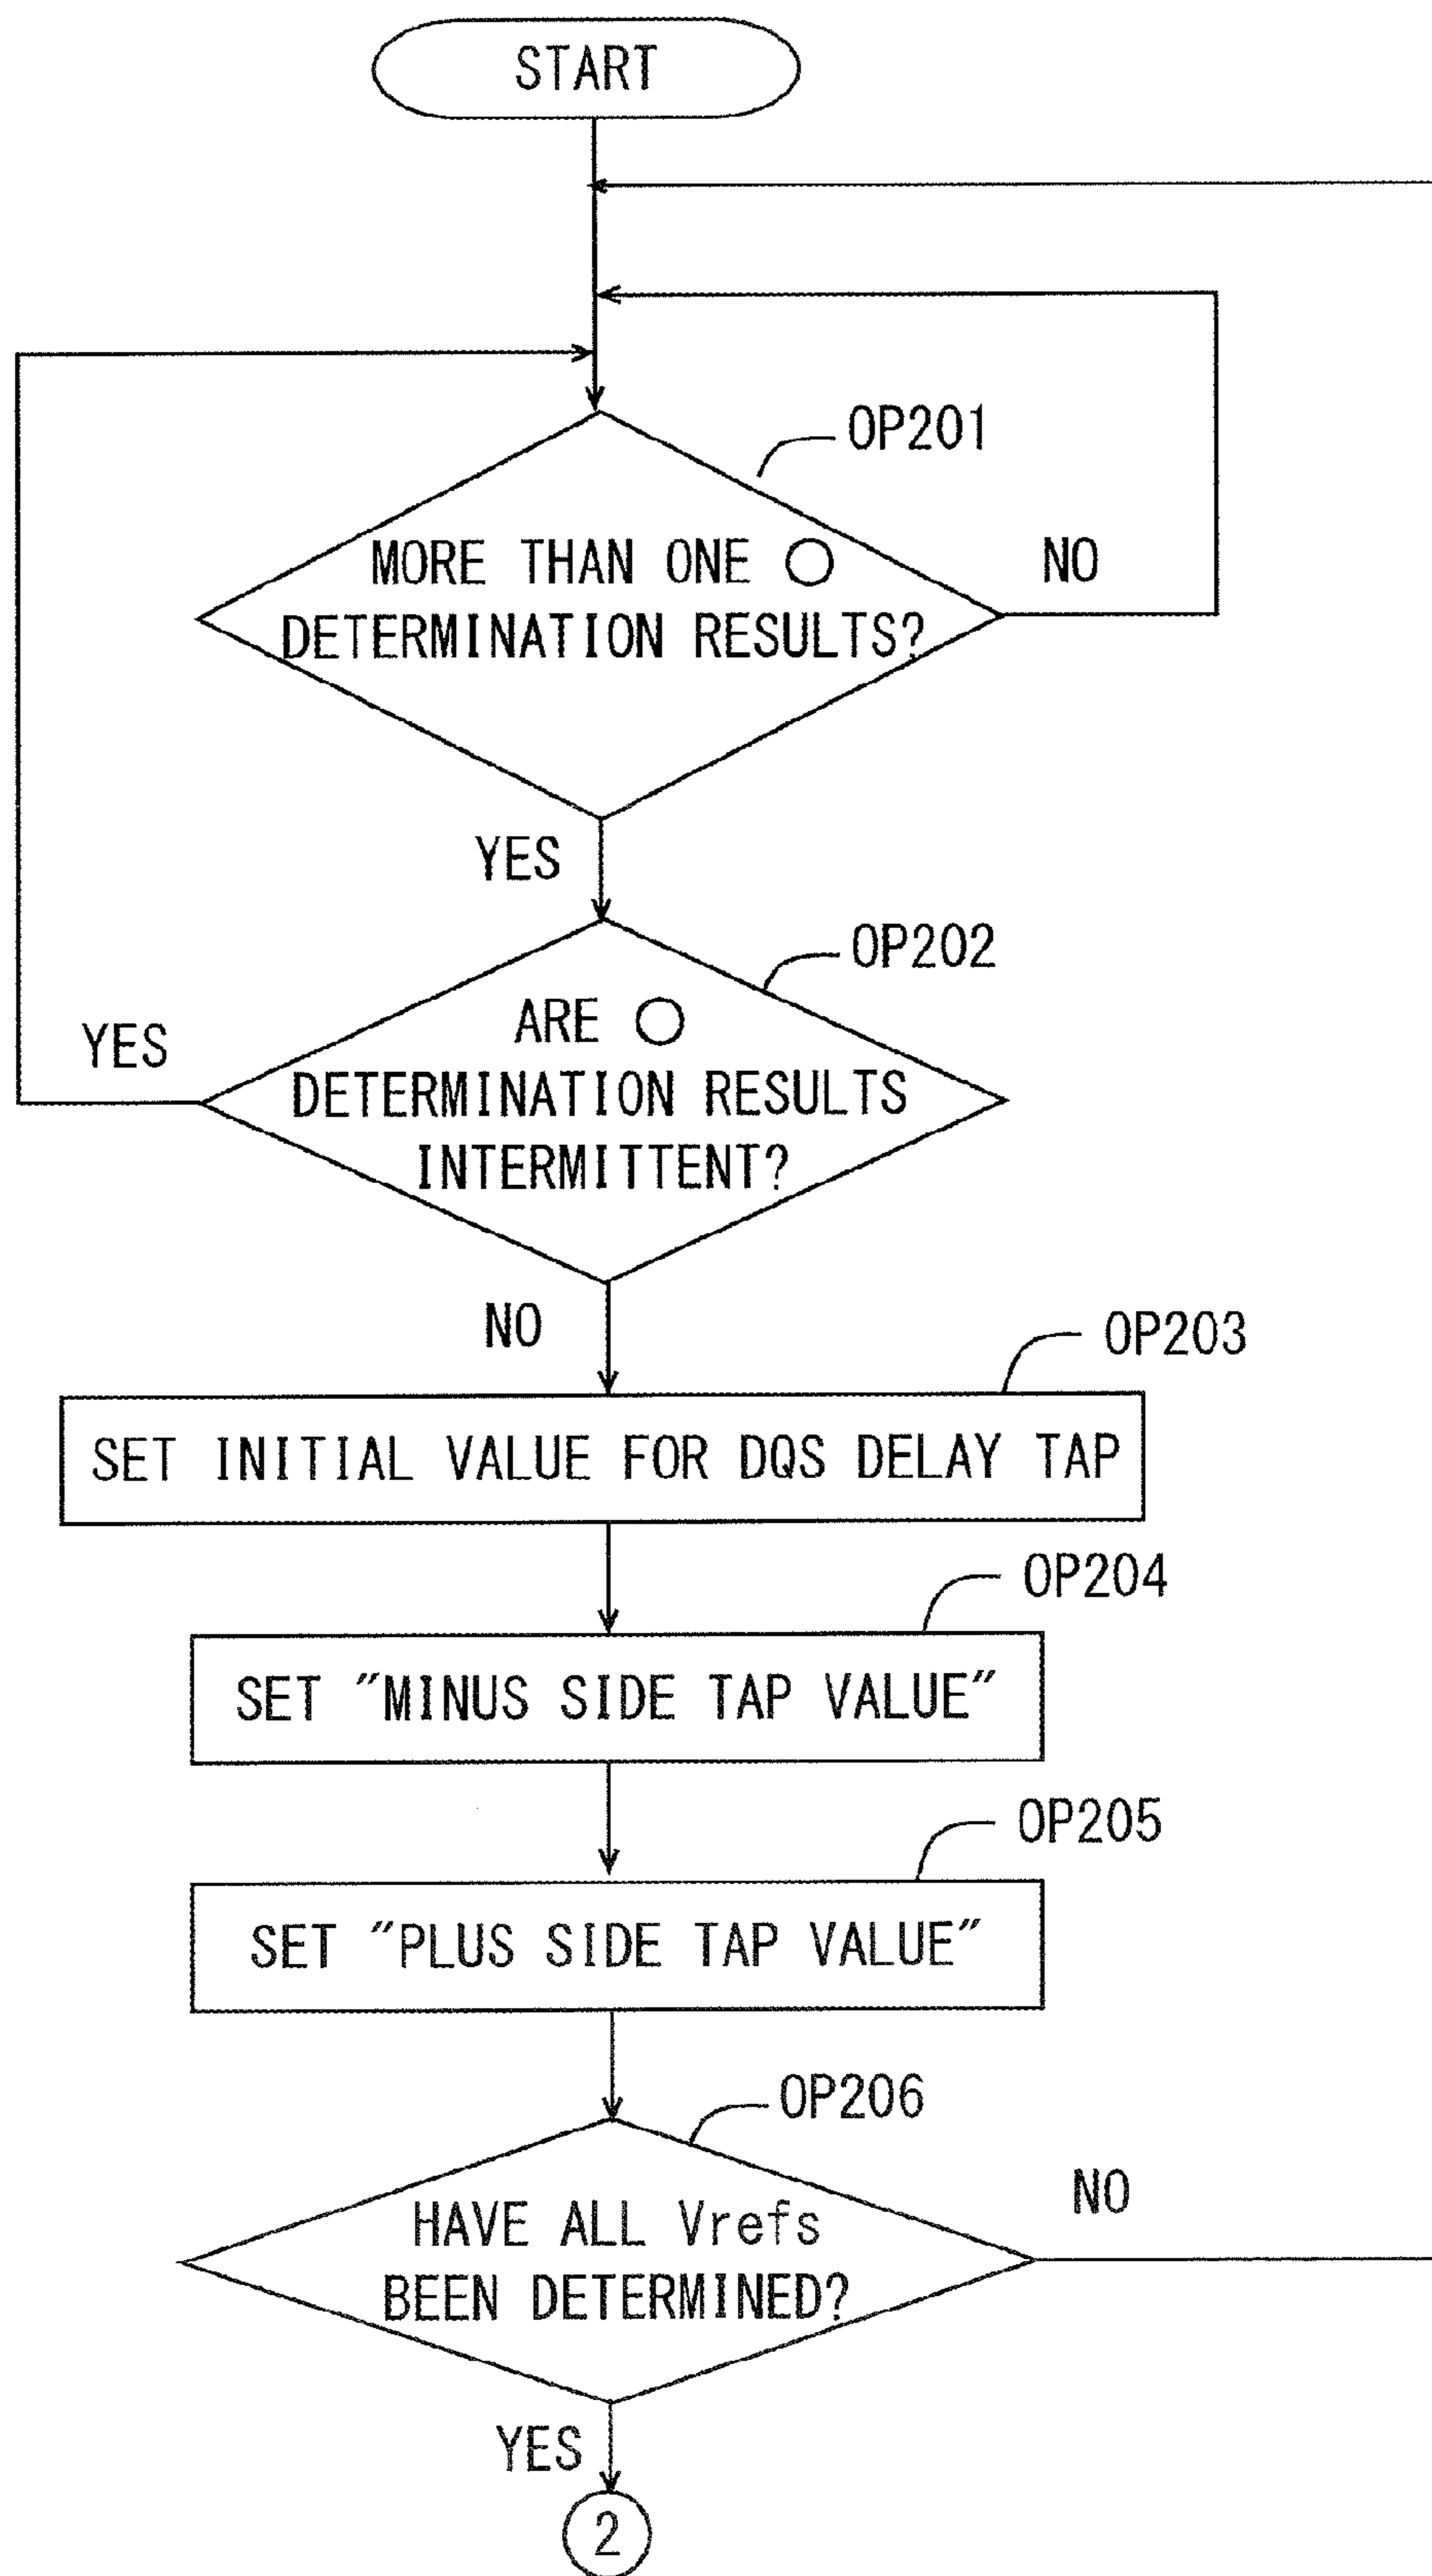 START
OP201
MORE THAN ONE ○
DETERMINATION RESULTS?
NO
YES
OP202
ARE ○
DETERMINATION RESULTS
INTERMITTENT?
YES
NO
OP203
SET INITIAL VALUE FOR DQS DELAY TAP
OP204
SET "MINUS SIDE TAP VALUE"
OP205
SET "PLUS SIDE TAP VALUE"
OP206
HAVE ALL Vrefs
BEEN DETERMINED?
NO
YES
2